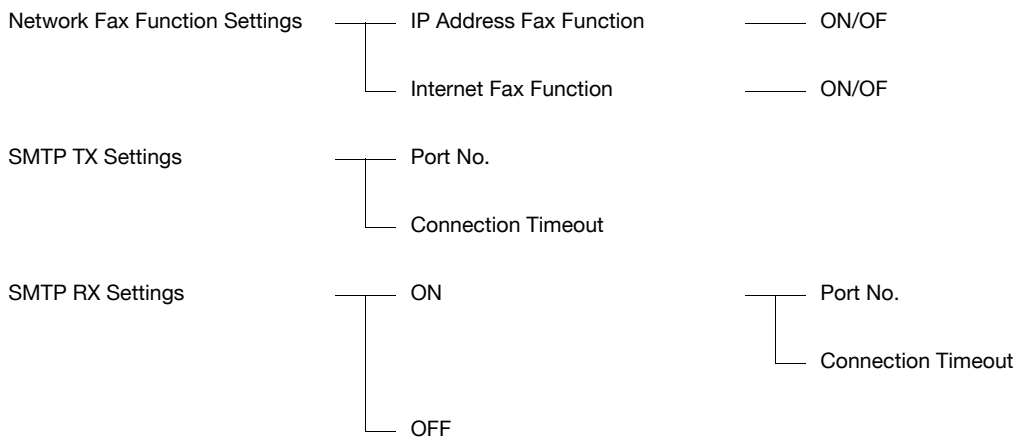 Network Fax Function Settings IP Address Fax Function ON/OF
Internet Fax Function ON/OF
SMTP TX Settings Port No.
Connection Timeout
SMTP RX Settings ON Port No.
Connection Timeout
OFF